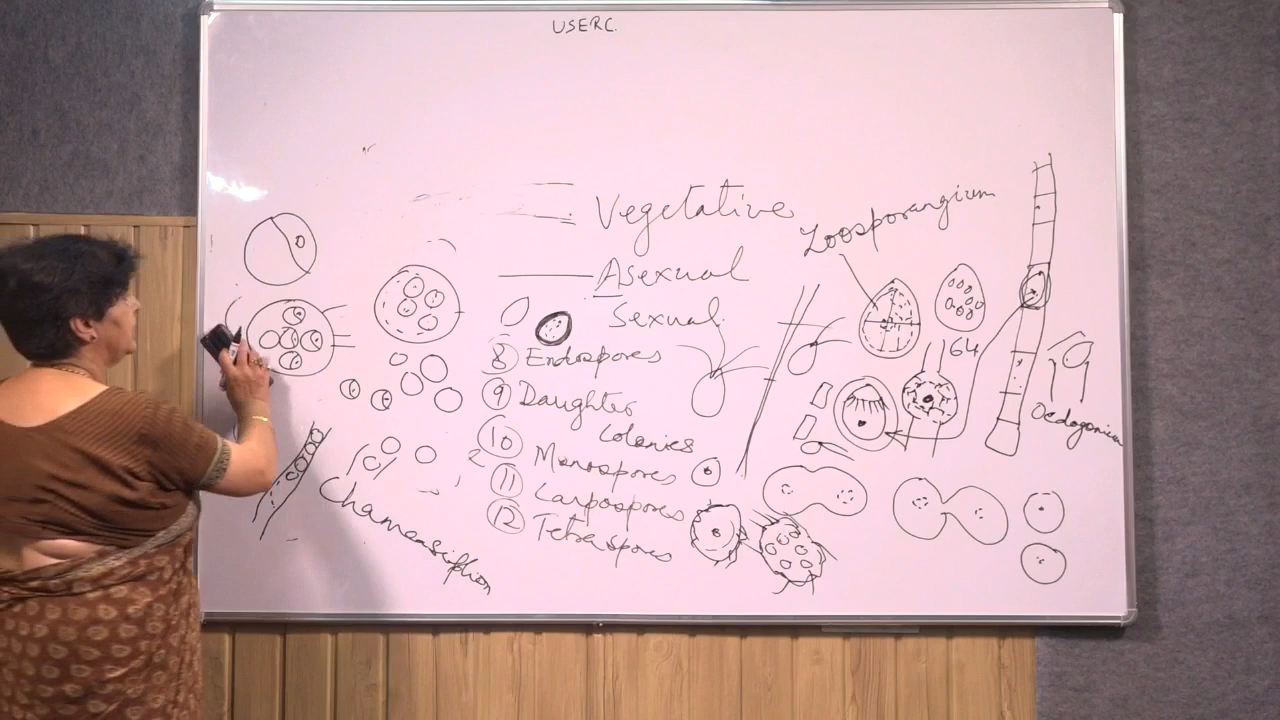 USERC.
Vegetative
Zoosporangium
Asexual
Sexual
64
8 Endospores
9 Daughter
Colonies
10 Monospores
11 Carpospores
12 Tetraspores
Oedogonium
Chamaesiphon